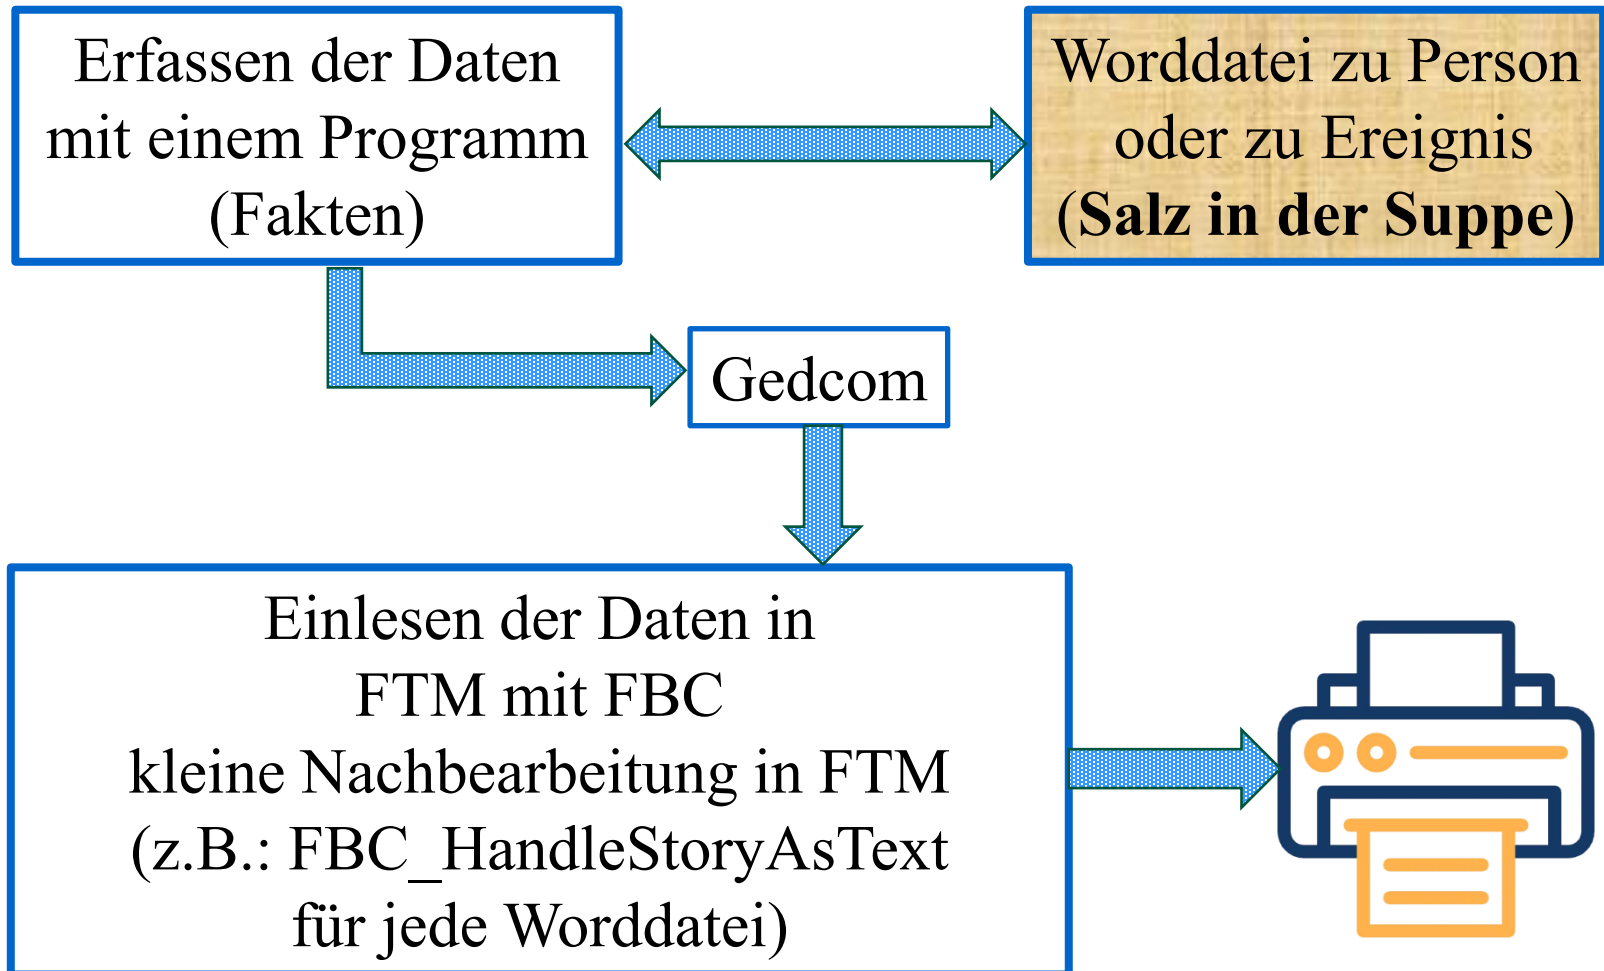 Erfassen der Daten
mit einem Programm
(Fakten)
Worddatei zu Person
oder zu Ereignis
(Salz in der Suppe)
Gedcom
Einlesen der Daten in
FTM mit FBC
kleine Nachbearbeitung in FTM
(z.B.: FBC_HandleStoryAsText
für jede Worddatei)